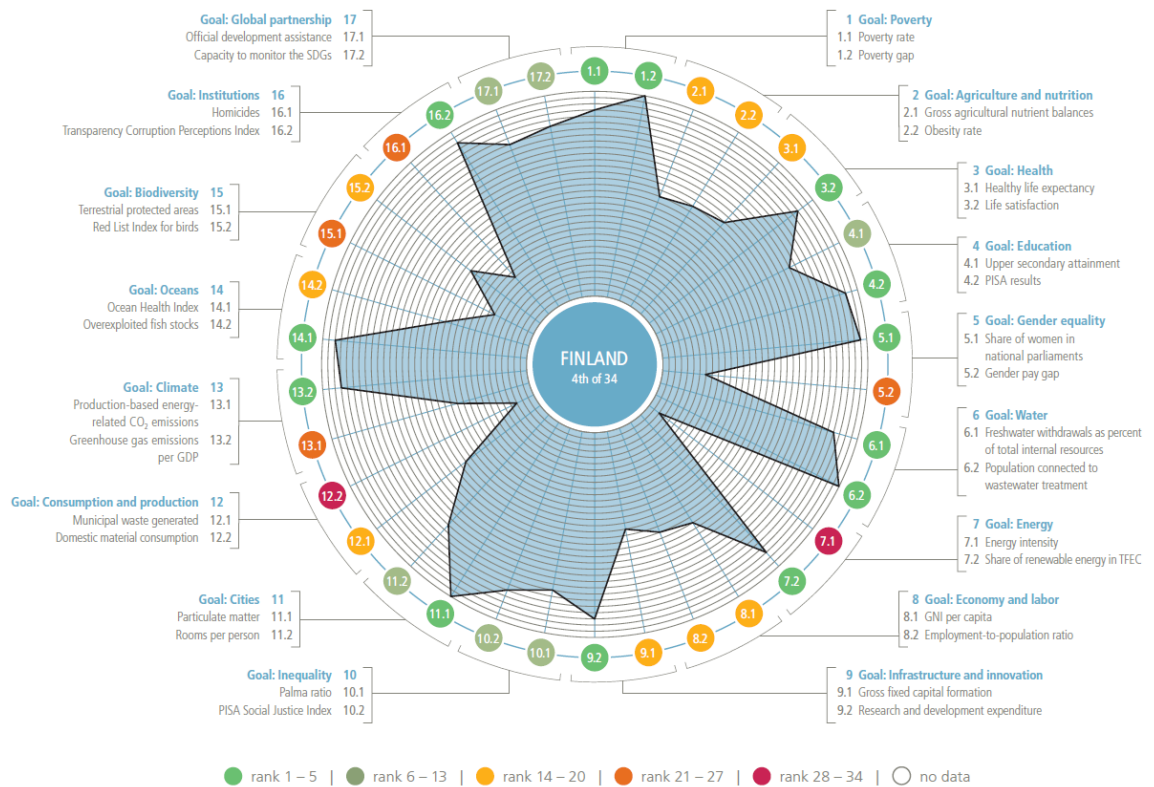 Goal: Global partnership 17
Official development assistance 17.1
Capacity to monitor the SDGs 17.2
Goal: Institutions 16
Homicides 16.1
Transparency Corruption Perceptions Index 16.2
Goal: Biodiversity 15
Terrestrial protected areas 15.1
Red List Index for birds 15.2
Goal: Oceans 14
Ocean Health Index 14.1
Overexploited fish stocks 14.2
Goal: Climate 13
Production-based energy- 13.1
related CO₂ emissions
Greenhouse gas emissions 13.2
per GDP
Goal: Consumption and production 12
Municipal waste generated 12.1
Domestic material consumption 12.2
Goal: Cities 11
Particulate matter 11.1
Rooms per person 11.2
Goal: Inequality 10
Palma ratio 10.1
PISA Social Justice Index 10.2
1 Goal: Poverty
1.1 Poverty rate
1.2 Poverty gap
2 Goal: Agriculture and nutrition
2.1 Gross agricultural nutrient balances
2.2 Obesity rate
3 Goal: Health
3.1 Healthy life expectancy
3.2 Life satisfaction
4 Goal: Education
4.1 Upper secondary attainment
4.2 PISA results
5 Goal: Gender equality
5.1 Share of women in
national parliaments
5.2 Gender pay gap
6 Goal: Water
6.1 Freshwater withdrawals as percent
of total internal resources
6.2 Population connected to
wastewater treatment
7 Goal: Energy
7.1 Energy intensity
7.2 Share of renewable energy in TFEC
8 Goal: Economy and labor
8.1 GNI per capita
8.2 Employment-to-population ratio
9 Goal: Infrastructure and innovation
9.1 Gross fixed capital formation
9.2 Research and development expenditure
1.1
1.2
2.1
2.2
3.1
3.2
4.1
4.2
5.1
5.2
6.1
6.2
7.1
7.2
8.1
8.2
9.1
9.2
10.1
10.2
11.1
11.2
12.1
12.2
13.1
13.2
14.1
14.2
15.1
15.2
16.1
16.2
17.1
17.2
FINLAND
4th of 34
rank 1 – 5 | rank 6 – 13 | rank 14 – 20 | rank 21 – 27 | rank 28 – 34 | no data